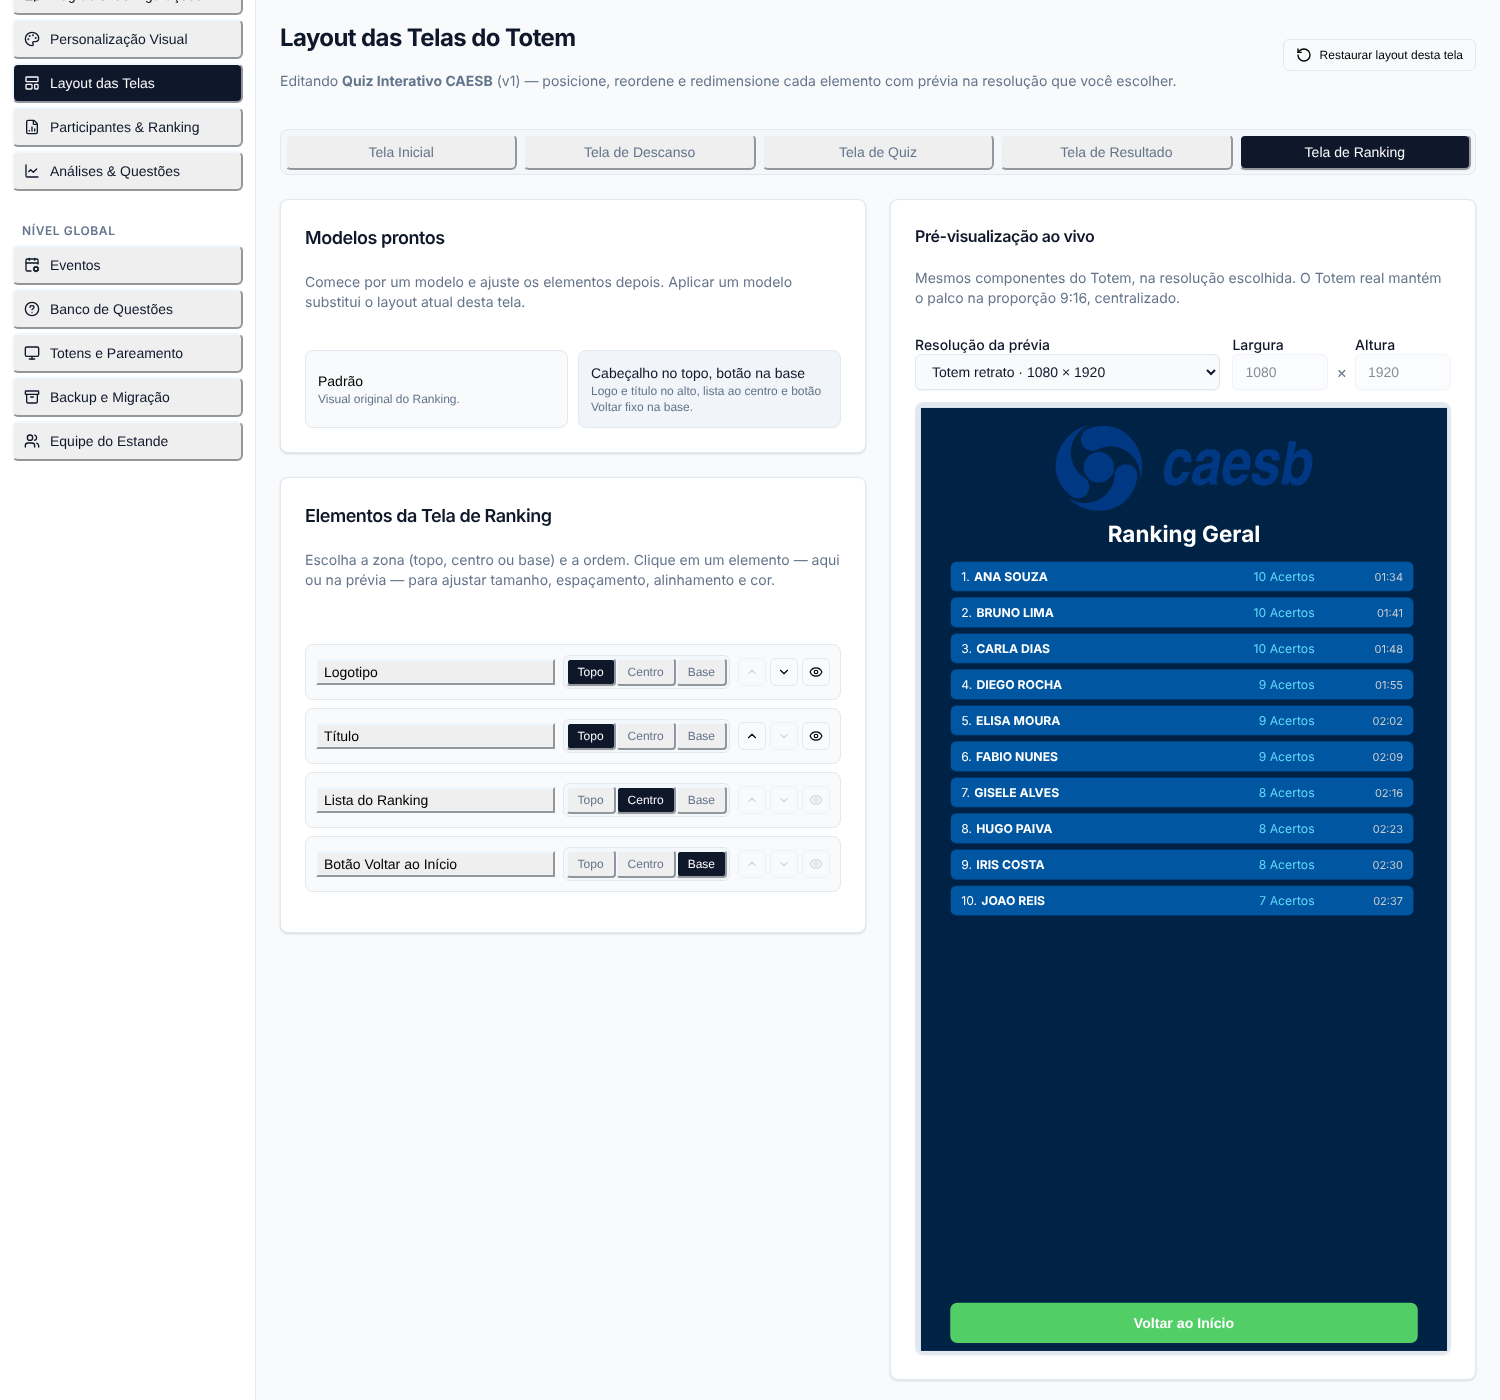 Personalização Visual
Layout das Telas
Participantes & Ranking
Análises & Questões
NÍVEL GLOBAL
Eventos
Banco de Questões
Totens e Pareamento
Backup e Migração
Equipe do Estande
Layout das Telas do Totem
Editando Quiz Interativo CAESB (v1) — posicione, reordene e redimensione cada elemento com prévia na resolução que você escolher.
Restaurar layout desta tela
Tela Inicial
Tela de Descanso
Tela de Quiz
Tela de Resultado
Tela de Ranking
Modelos prontos
Comece por um modelo e ajuste os elementos depois. Aplicar um modelo
substitui o layout atual desta tela.
Padrão
Visual original do Ranking.
Cabeçalho no topo, botão na base
Logo e título no alto, lista ao centro e botão
Voltar fixo na base.
Elementos da Tela de Ranking
Escolha a zona (topo, centro ou base) e a ordem. Clique em um elemento — aqui
ou na prévia — para ajustar tamanho, espaçamento, alinhamento e cor.
Logotipo Topo Centro Base
Título Topo Centro Base
Lista do Ranking Topo Centro Base
Botão Voltar ao Início Topo Centro Base
Pré-visualização ao vivo
Mesmos componentes do Totem, na resolução escolhida. O Totem real mantém
o palco na proporção 9:16, centralizado.
Resolução da prévia Largura Altura
Totem retrato · 1080 × 1920 1080 × 1920
caesb
Ranking Geral
1. ANA SOUZA 10 Acertos 01:34
2. BRUNO LIMA 10 Acertos 01:41
3. CARLA DIAS 10 Acertos 01:48
4. DIEGO ROCHA 9 Acertos 01:55
5. ELISA MOURA 9 Acertos 02:02
6. FABIO NUNES 9 Acertos 02:09
7. GISELE ALVES 8 Acertos 02:16
8. HUGO PAIVA 8 Acertos 02:23
9. IRIS COSTA 8 Acertos 02:30
10. JOAO REIS 7 Acertos 02:37
Voltar ao Início